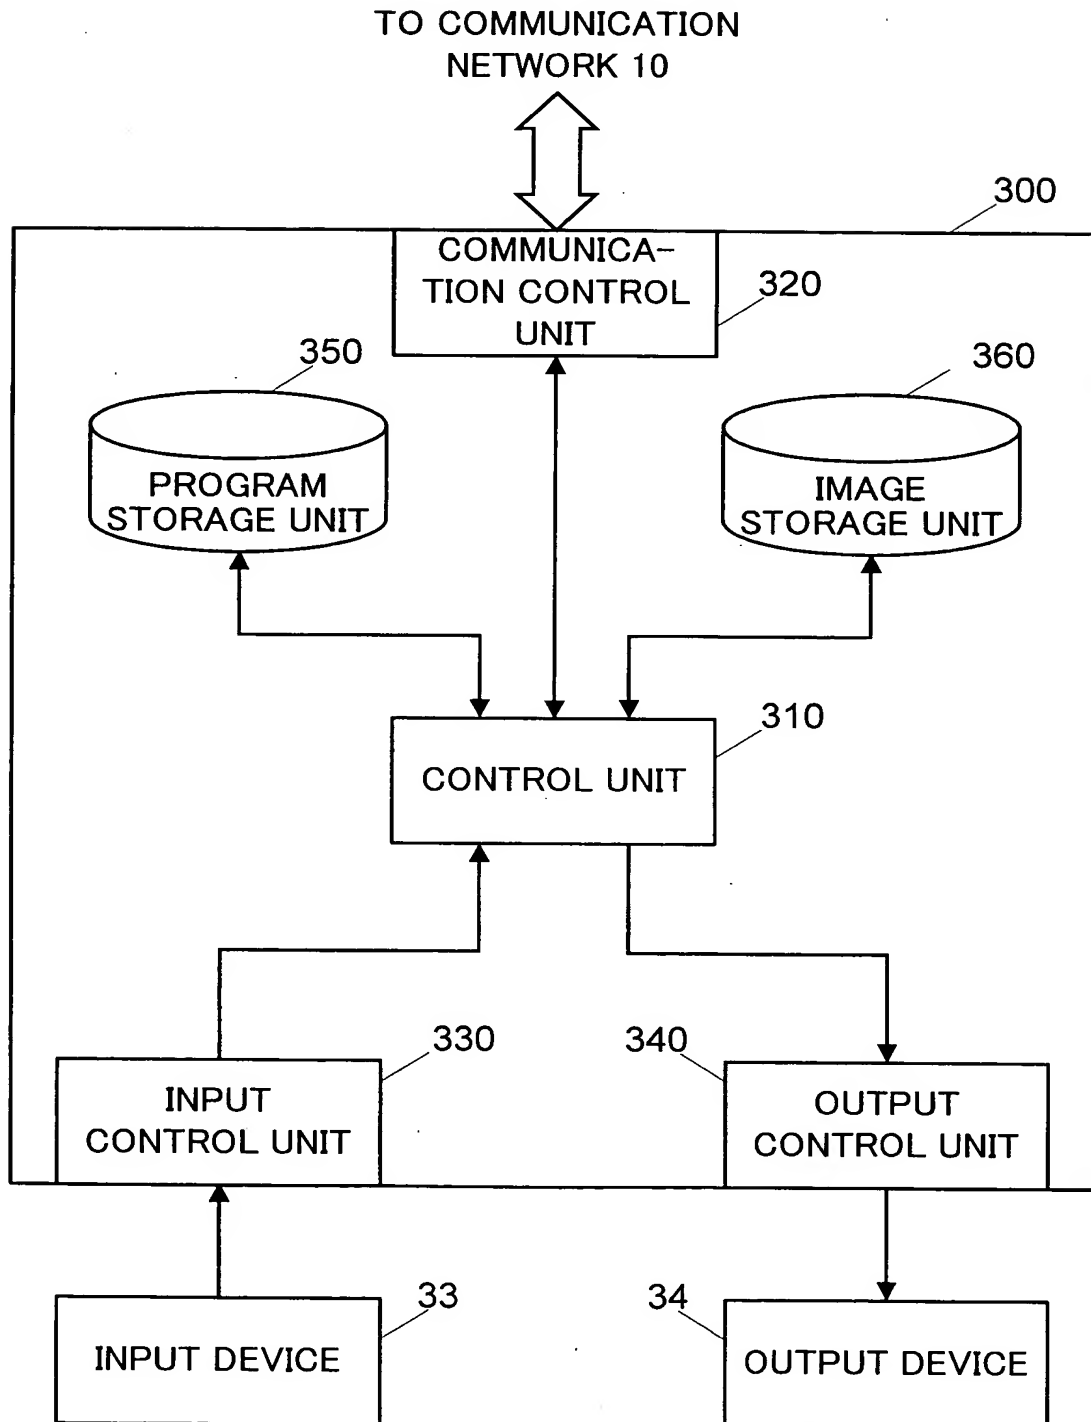 TO COMMUNICATION
NETWORK 10
300
COMMUNICA-
TION CONTROL
UNIT
320
350
360
PROGRAM
STORAGE UNIT
IMAGE
STORAGE UNIT
310
CONTROL UNIT
330
340
INPUT
CONTROL UNIT
OUTPUT
CONTROL UNIT
33
34
INPUT DEVICE
OUTPUT DEVICE